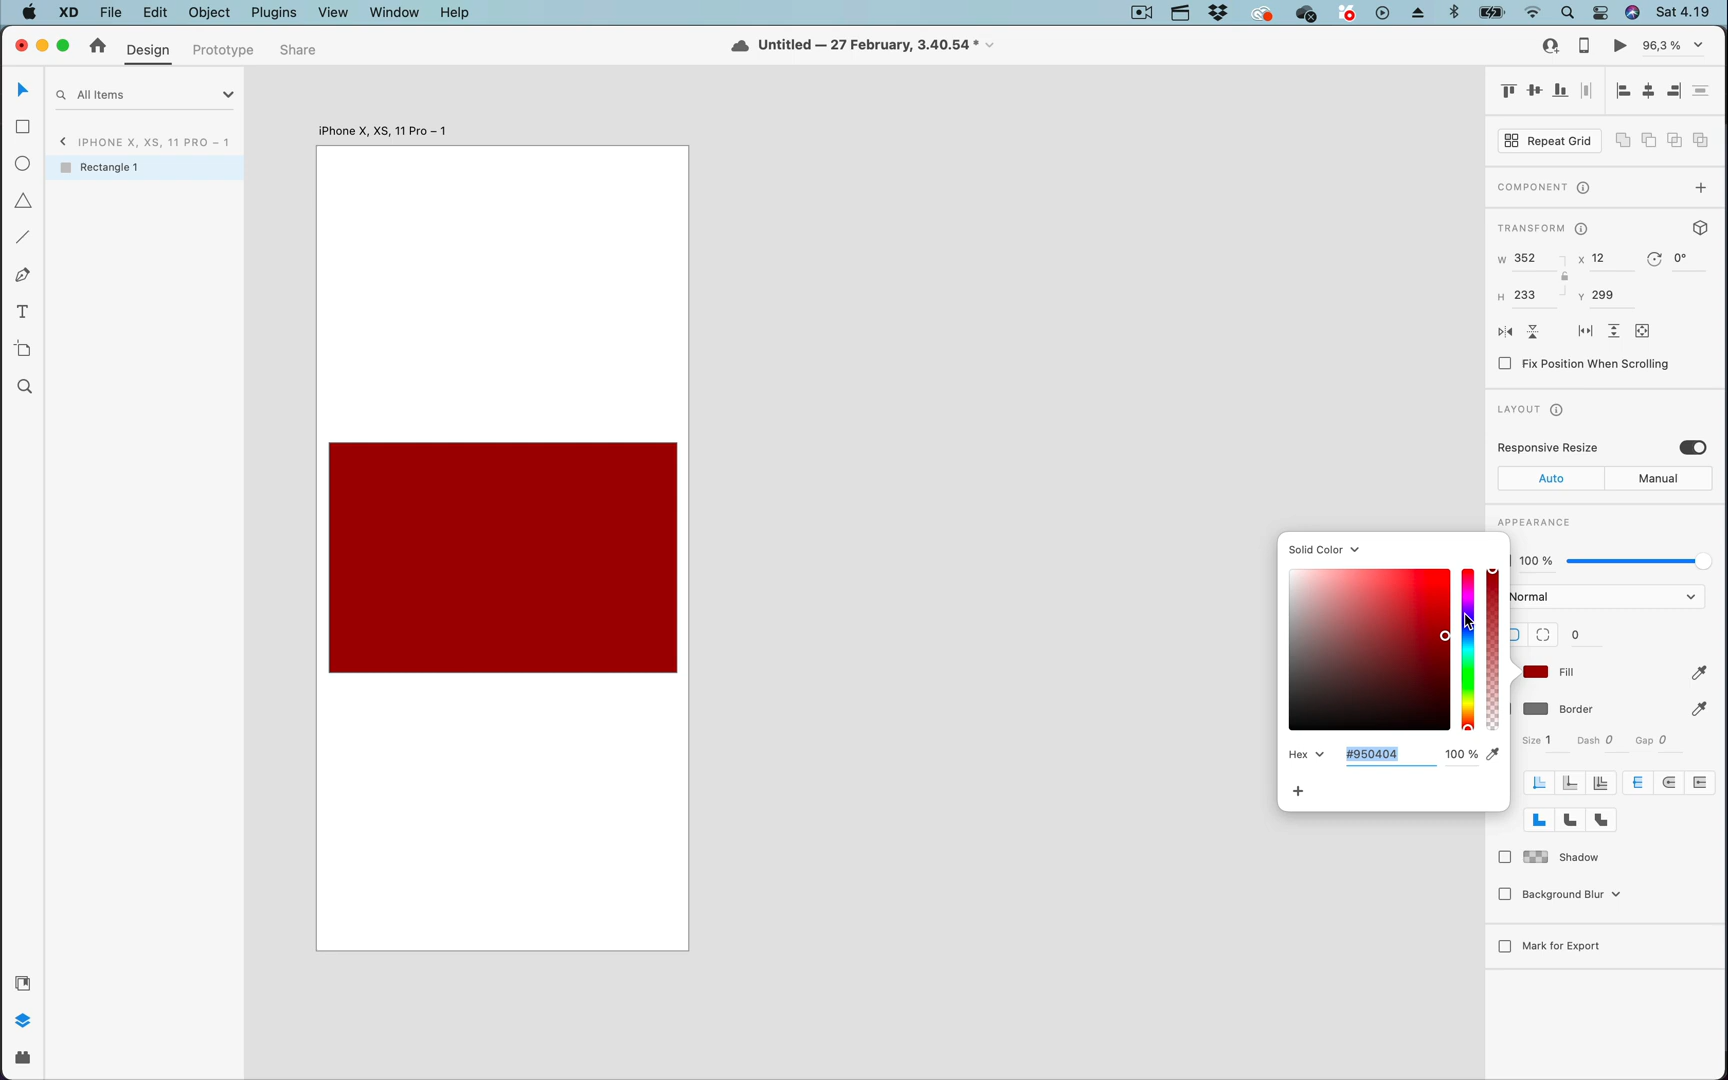 XD File Edit Object Plugins View Window Help Sat 4.19
Design Prototype Share Untitled — 27 February, 3.40.54 * 96,3 %
All Items
IPHONE X, XS, 11 PRO – 1
Rectangle 1
iPhone X, XS, 11 Pro – 1
Repeat Grid
COMPONENT
TRANSFORM
W 352 X 12 0°
H 233 Y 299
Fix Position When Scrolling
LAYOUT
Responsive Resize
Auto Manual
APPEARANCE
100 %
Normal
0
Fill
Border
Size 1 Dash 0 Gap 0
Shadow
Background Blur
Mark for Export
Solid Color
Hex #950404 100 %